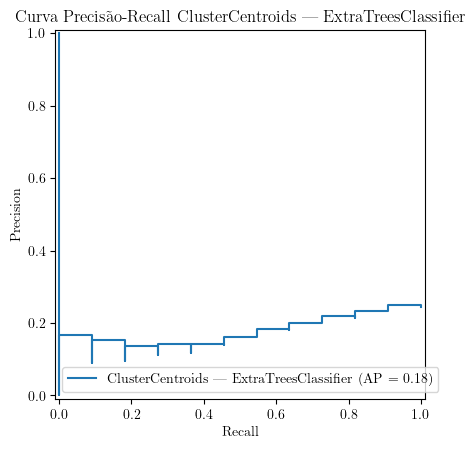 Curva Precisão-Recall ClusterCentroids — ExtraTreesClassifier
1.0
0.8
0.6
0.4
0.2
0.0
Precision
ClusterCentroids — ExtraTreesClassifier (AP = 0.18)
0.0 0.2 0.4 0.6 0.8 1.0
Recall